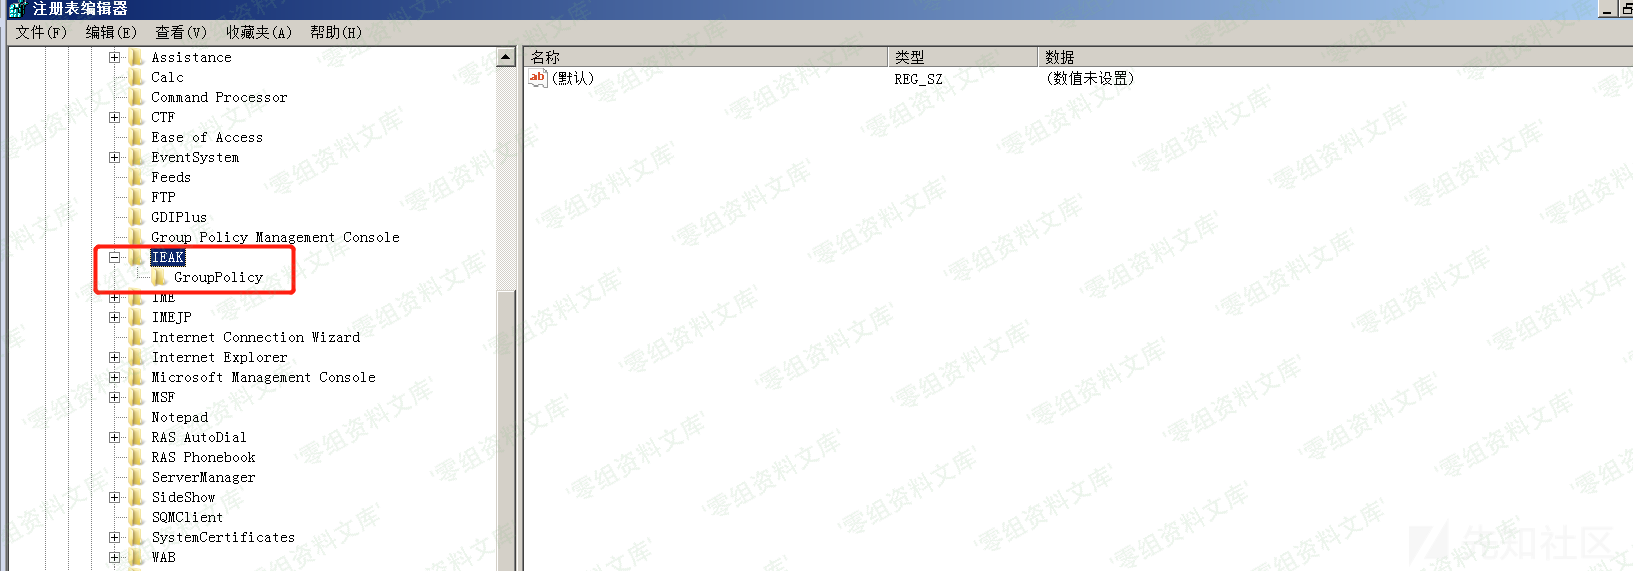 注册表编辑器
文件(F) 编辑(E) 查看(V) 收藏夹(A) 帮助(H)
名称 类型 数据
ab (默认) REG_SZ (数值未设置)
Assistance
Calc
Command Processor
CTF
Ease of Access
EventSystem
Feeds
FTP
GDIPlus
Group Policy Management Console
IEAK
GroupPolicy
IME
IMEJP
Internet Connection Wizard
Internet Explorer
Microsoft Management Console
MSF
Notepad
RAS AutoDial
RAS Phonebook
ServerManager
SideShow
SQMClient
SystemCertificates
WAB
'零组资料文库'
先知社区